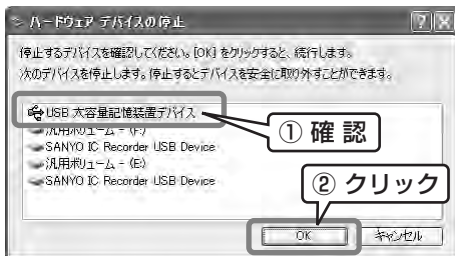 ハードウェア デバイスの停止
停止するデバイスを確認してください。[OK] をクリックすると、続行します。
次のデバイスを停止します。停止するとデバイスを安全に取り外すことができます。
USB 大容量記憶装置デバイス
汎用ボリューム - (F:)
SANYO IC Recorder USB Device
汎用ボリューム - (E:)
SANYO IC Recorder USB Device
① 確 認
② クリック
OK
キャンセル